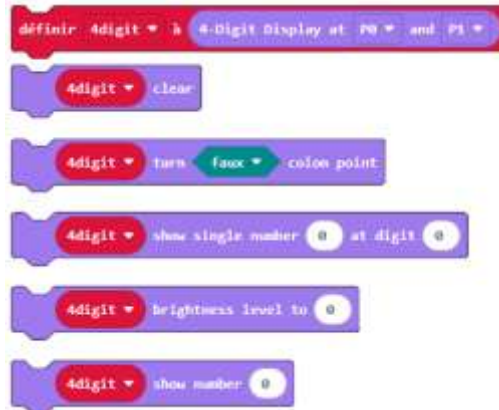 définir 4digit à 4-Digit Display at P0 and P1
4digit clear
4digit turn faux colon point
4digit show single number 0 at digit 0
4digit brightness level to 0
4digit show number 0